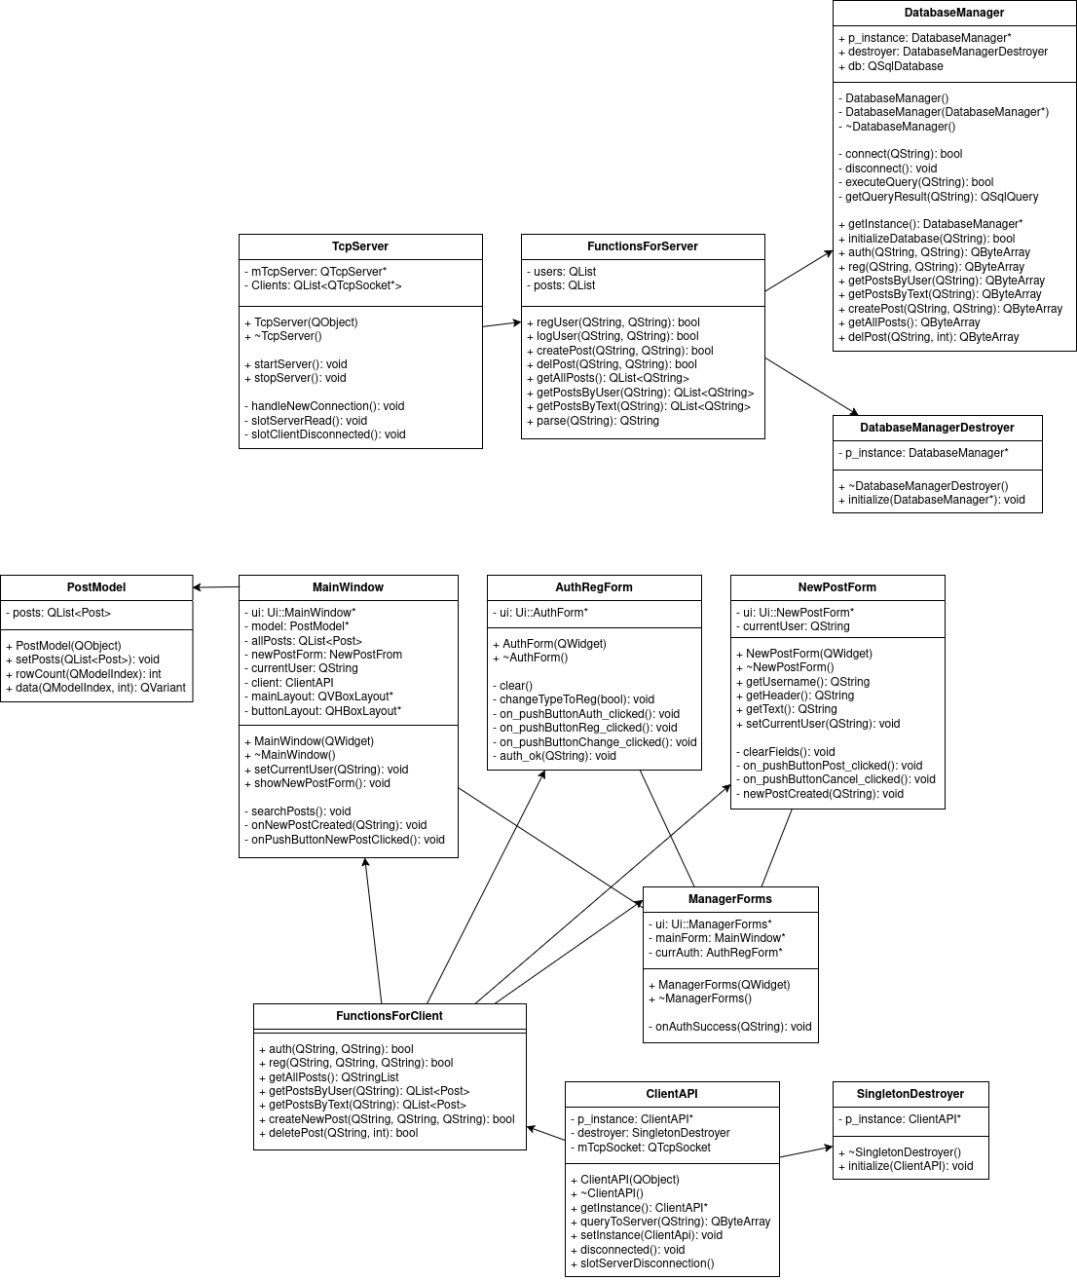 DatabaseManager
+ p_instance: DatabaseManager*
+ destroyer: DatabaseManagerDestroyer
+ db: QSqlDatabase
- DatabaseManager()
- DatabaseManager(DatabaseManager*)
- ~DatabaseManager()
- connect(QString): bool
- disconnect(): void
- executeQuery(QString): bool
- getQueryResult(QString): QSqlQuery
+ getInstance(): DatabaseManager*
+ initializeDatabase(QString): bool
+ auth(QString, QString): QByteArray
+ reg(QString, QString): QByteArray
+ getPostsByUser(QString): QByteArray
+ getPostsByText(QString): QByteArray
+ createPost(QString, QString): QByteArray
+ getAllPosts(): QByteArray
+ delPost(QString, int): QByteArray
TcpServer
- mTcpServer: QTcpServer*
- Clients: QList<QTcpSocket*>
+ TcpServer(QObject)
+ ~TcpServer()
+ startServer(): void
+ stopServer(): void
- handleNewConnection(): void
- slotServerRead(): void
- slotClientDisconnected(): void
FunctionsForServer
- users: QList
- posts: QList
+ regUser(QString, QString): bool
+ logUser(QString, QString): bool
+ createPost(QString, QString): bool
+ delPost(QString, QString): bool
+ getAllPosts(): QList<QString>
+ getPostsByUser(QString): QList<QString>
+ getPostsByText(QString): QList<QString>
+ parse(QString): QString
DatabaseManagerDestroyer
- p_instance: DatabaseManager*
+ ~DatabaseManagerDestroyer()
+ initialize(DatabaseManager*): void
PostModel
- posts: QList<Post>
+ PostModel(QObject)
+ setPosts(QList<Post>): void
+ rowCount(QModelIndex): int
+ data(QModelIndex, int): QVariant
MainWindow
- ui: Ui::MainWindow*
- model: PostModel*
- allPosts: QList<Post>
- newPostForm: NewPostFrom
- currentUser: QString
- client: ClientAPI
- mainLayout: QVBoxLayout*
- buttonLayout: QHBoxLayout*
+ MainWindow(QWidget)
+ ~MainWindow()
+ setCurrentUser(QString): void
+ showNewPostForm(): void
- searchPosts(): void
- onNewPostCreated(QString): void
- onPushButtonNewPostClicked(): void
AuthRegForm
- ui: Ui::AuthForm*
+ AuthForm(QWidget)
+ ~AuthForm()
- clear()
- changeTypeToReg(bool): void
- on_pushButtonAuth_clicked(): void
- on_pushButtonReg_clicked(): void
- on_pushButtonChange_clicked(): void
- auth_ok(QString): void
NewPostForm
- ui: Ui::NewPostForm*
- currentUser: QString
+ NewPostForm(QWidget)
+ ~NewPostForm()
+ getUsername(): QString
+ getHeader(): QString
+ getText(): QString
+ setCurrentUser(QString): void
- clearFields(): void
- on_pushButtonPost_clicked(): void
- on_pushButtonCancel_clicked(): void
- newPostCreated(QString): void
ManagerForms
- ui: Ui::ManagerForms*
- mainForm: MainWindow*
- currAuth: AuthRegForm*
+ ManagerForms(QWidget)
+ ~ManagerForms()
- onAuthSuccess(QString): void
FunctionsForClient
+ auth(QString, QString): bool
+ reg(QString, QString, QString): bool
+ getAllPosts(): QStringList
+ getPostsByUser(QString): QList<Post>
+ getPostsByText(QString): QList<Post>
+ createNewPost(QString, QString, QString): bool
+ deletePost(QString, int): bool
ClientAPI
- p_instance: ClientAPI*
- destroyer: SingletonDestroyer
- mTcpSocket: QTcpSocket
+ ClientAPI(QObject)
+ ~ClientAPI()
+ getInstance(): ClientAPI*
+ queryToServer(QString): QByteArray
+ setInstance(ClientApi): void
+ disconnected(): void
+ slotServerDisconnection()
SingletonDestroyer
- p_instance: ClientAPI*
+ ~SingletonDestroyer()
+ initialize(ClientAPI): void